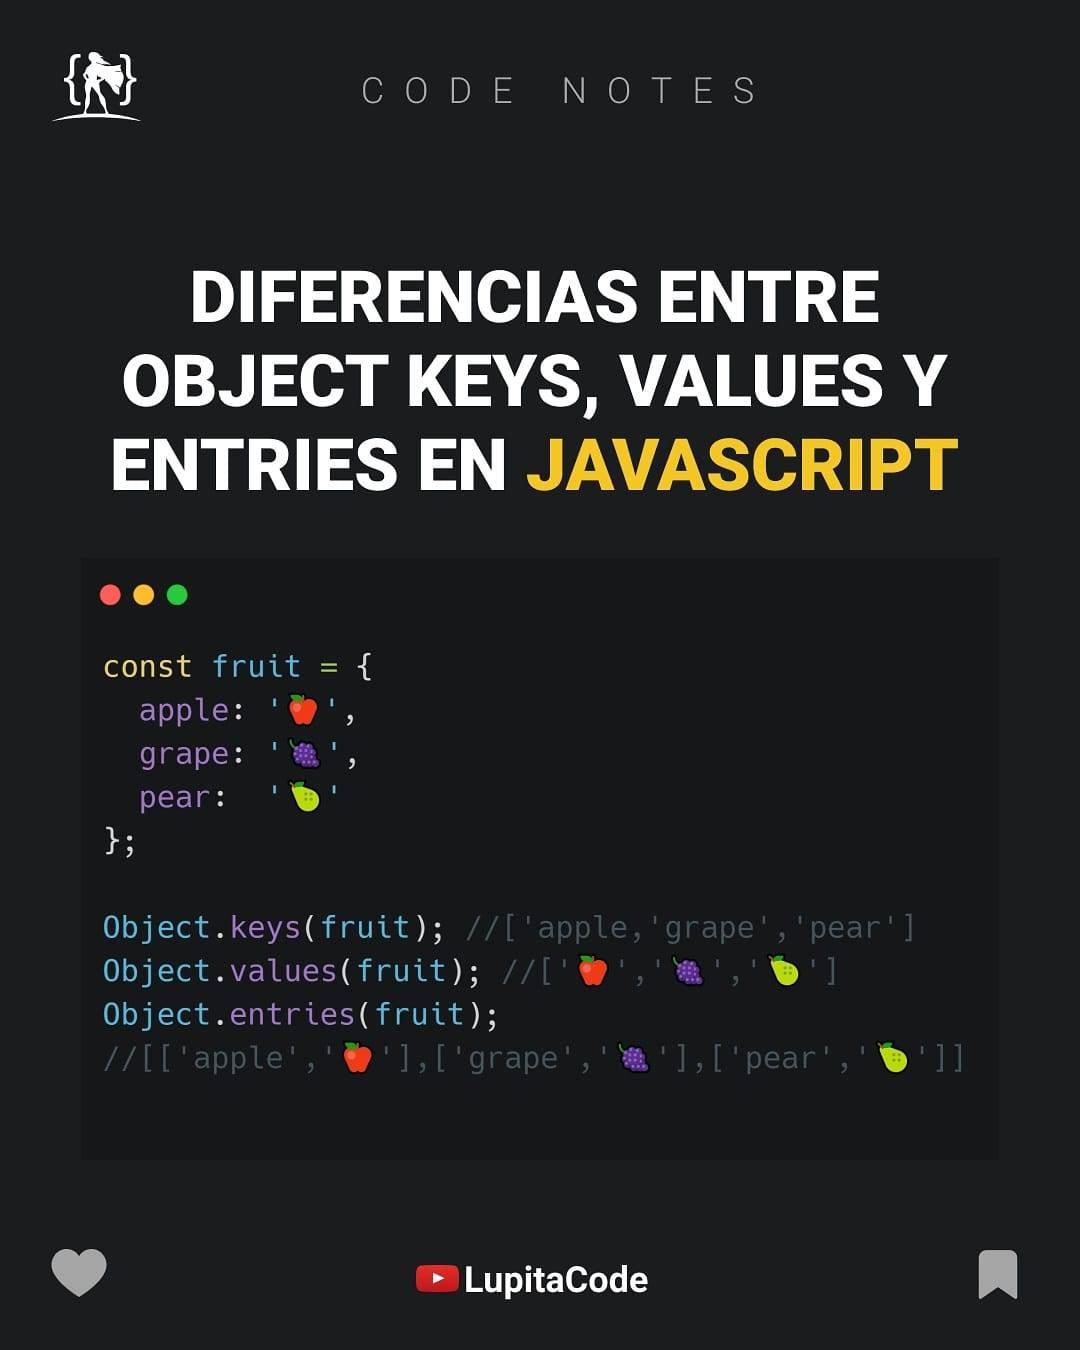 CODE NOTES
DIFERENCIAS ENTRE
OBJECT KEYS, VALUES Y
ENTRIES EN JAVASCRIPT
const fruit = {
  apple: '🍎',
  grape: '🍇',
  pear:  '🍐'
};
Object.keys(fruit); //['apple,'grape','pear']
Object.values(fruit); //['🍎','🍇','🍐']
Object.entries(fruit);
//[['apple','🍎'],['grape','🍇'],['pear','🍐']]
LupitaCode